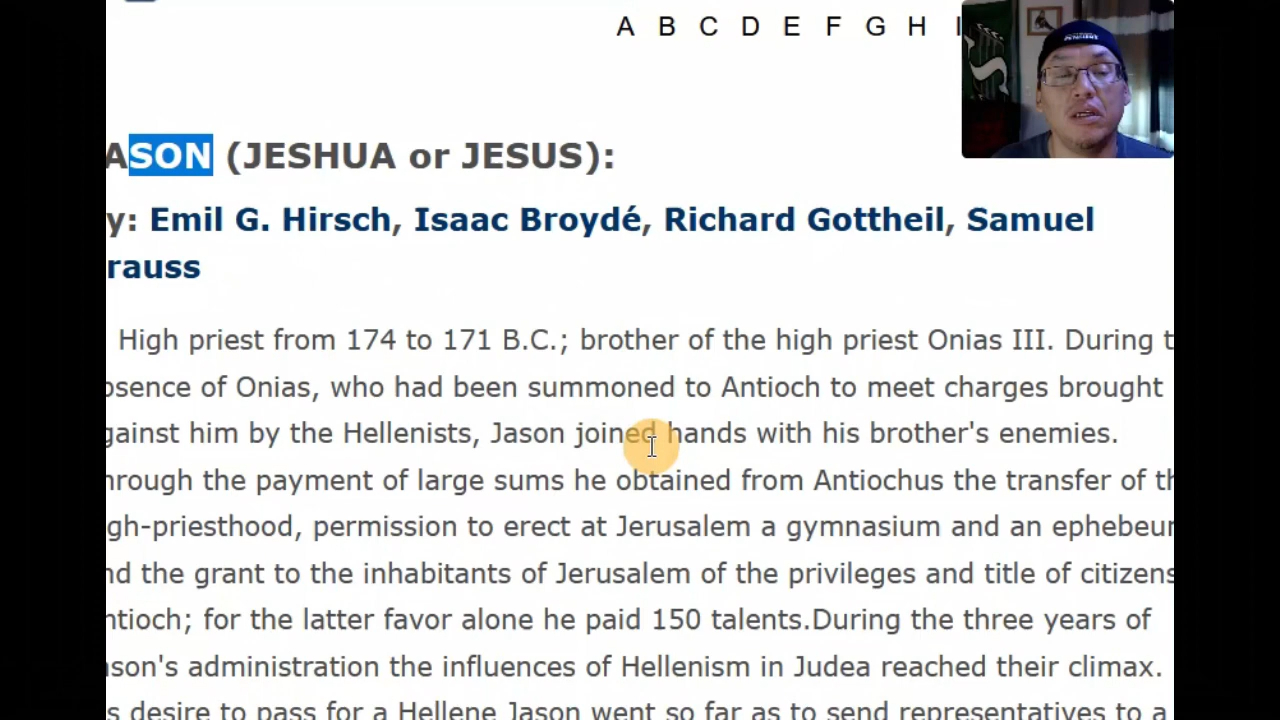 A B C D E F G H I
ASON (JESHUA or JESUS):
y: Emil G. Hirsch, Isaac Broydé, Richard Gottheil, Samuel
rauss
High priest from 174 to 171 B.C.; brother of the high priest Onias III. During t
bsence of Onias, who had been summoned to Antioch to meet charges brought
gainst him by the Hellenists, Jason joined hands with his brother's enemies.
hrough the payment of large sums he obtained from Antiochus the transfer of th
gh-priesthood, permission to erect at Jerusalem a gymnasium and an ephebeum
nd the grant to the inhabitants of Jerusalem of the privileges and title of citizens
ntioch; for the latter favor alone he paid 150 talents.During the three years of
ason's administration the influences of Hellenism in Judea reached their climax.
s desire to pass for a Hellene Jason went so far as to send representatives to a